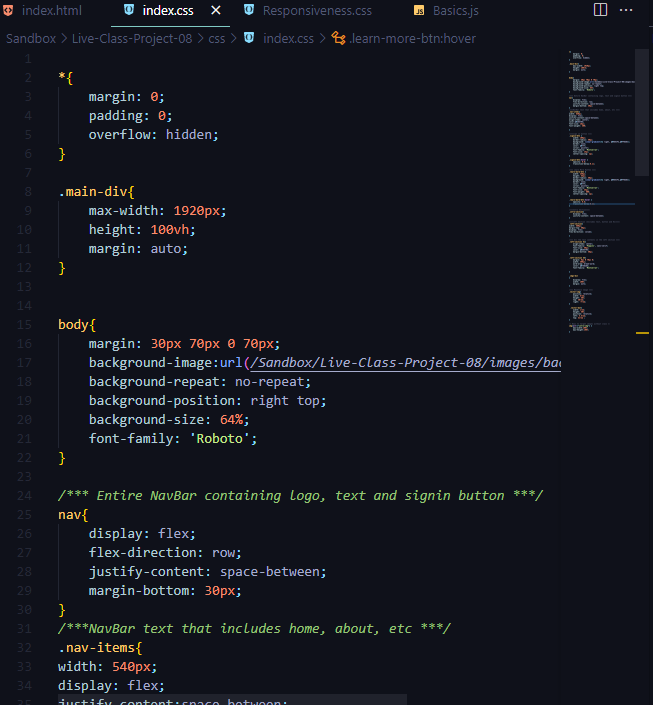 index.html index.css Responsiveness.css JS Basics.js
Sandbox > Live-Class-Project-08 > css > index.css > .learn-more-btn:hover
1
2 *{
3 margin: 0;
4 padding: 0;
5 overflow: hidden;
6 }
7
8 .main-div{
9 max-width: 1920px;
10 height: 100vh;
11 margin: auto;
12 }
13
14
15 body{
16 margin: 30px 70px 0 70px;
17 background-image:url(/Sandbox/Live-Class-Project-08/images/bac
18 background-repeat: no-repeat;
19 background-position: right top;
20 background-size: 64%;
21 font-family: 'Roboto';
22 }
23
24 /*** Entire NavBar containing logo, text and signin button ***/
25 nav{
26 display: flex;
27 flex-direction: row;
28 justify-content: space-between;
29 margin-bottom: 30px;
30 }
31 /***NavBar text that includes home, about, etc ***/
32 .nav-items{
33 width: 540px;
34 display: flex;
35 justify-content:space-between;